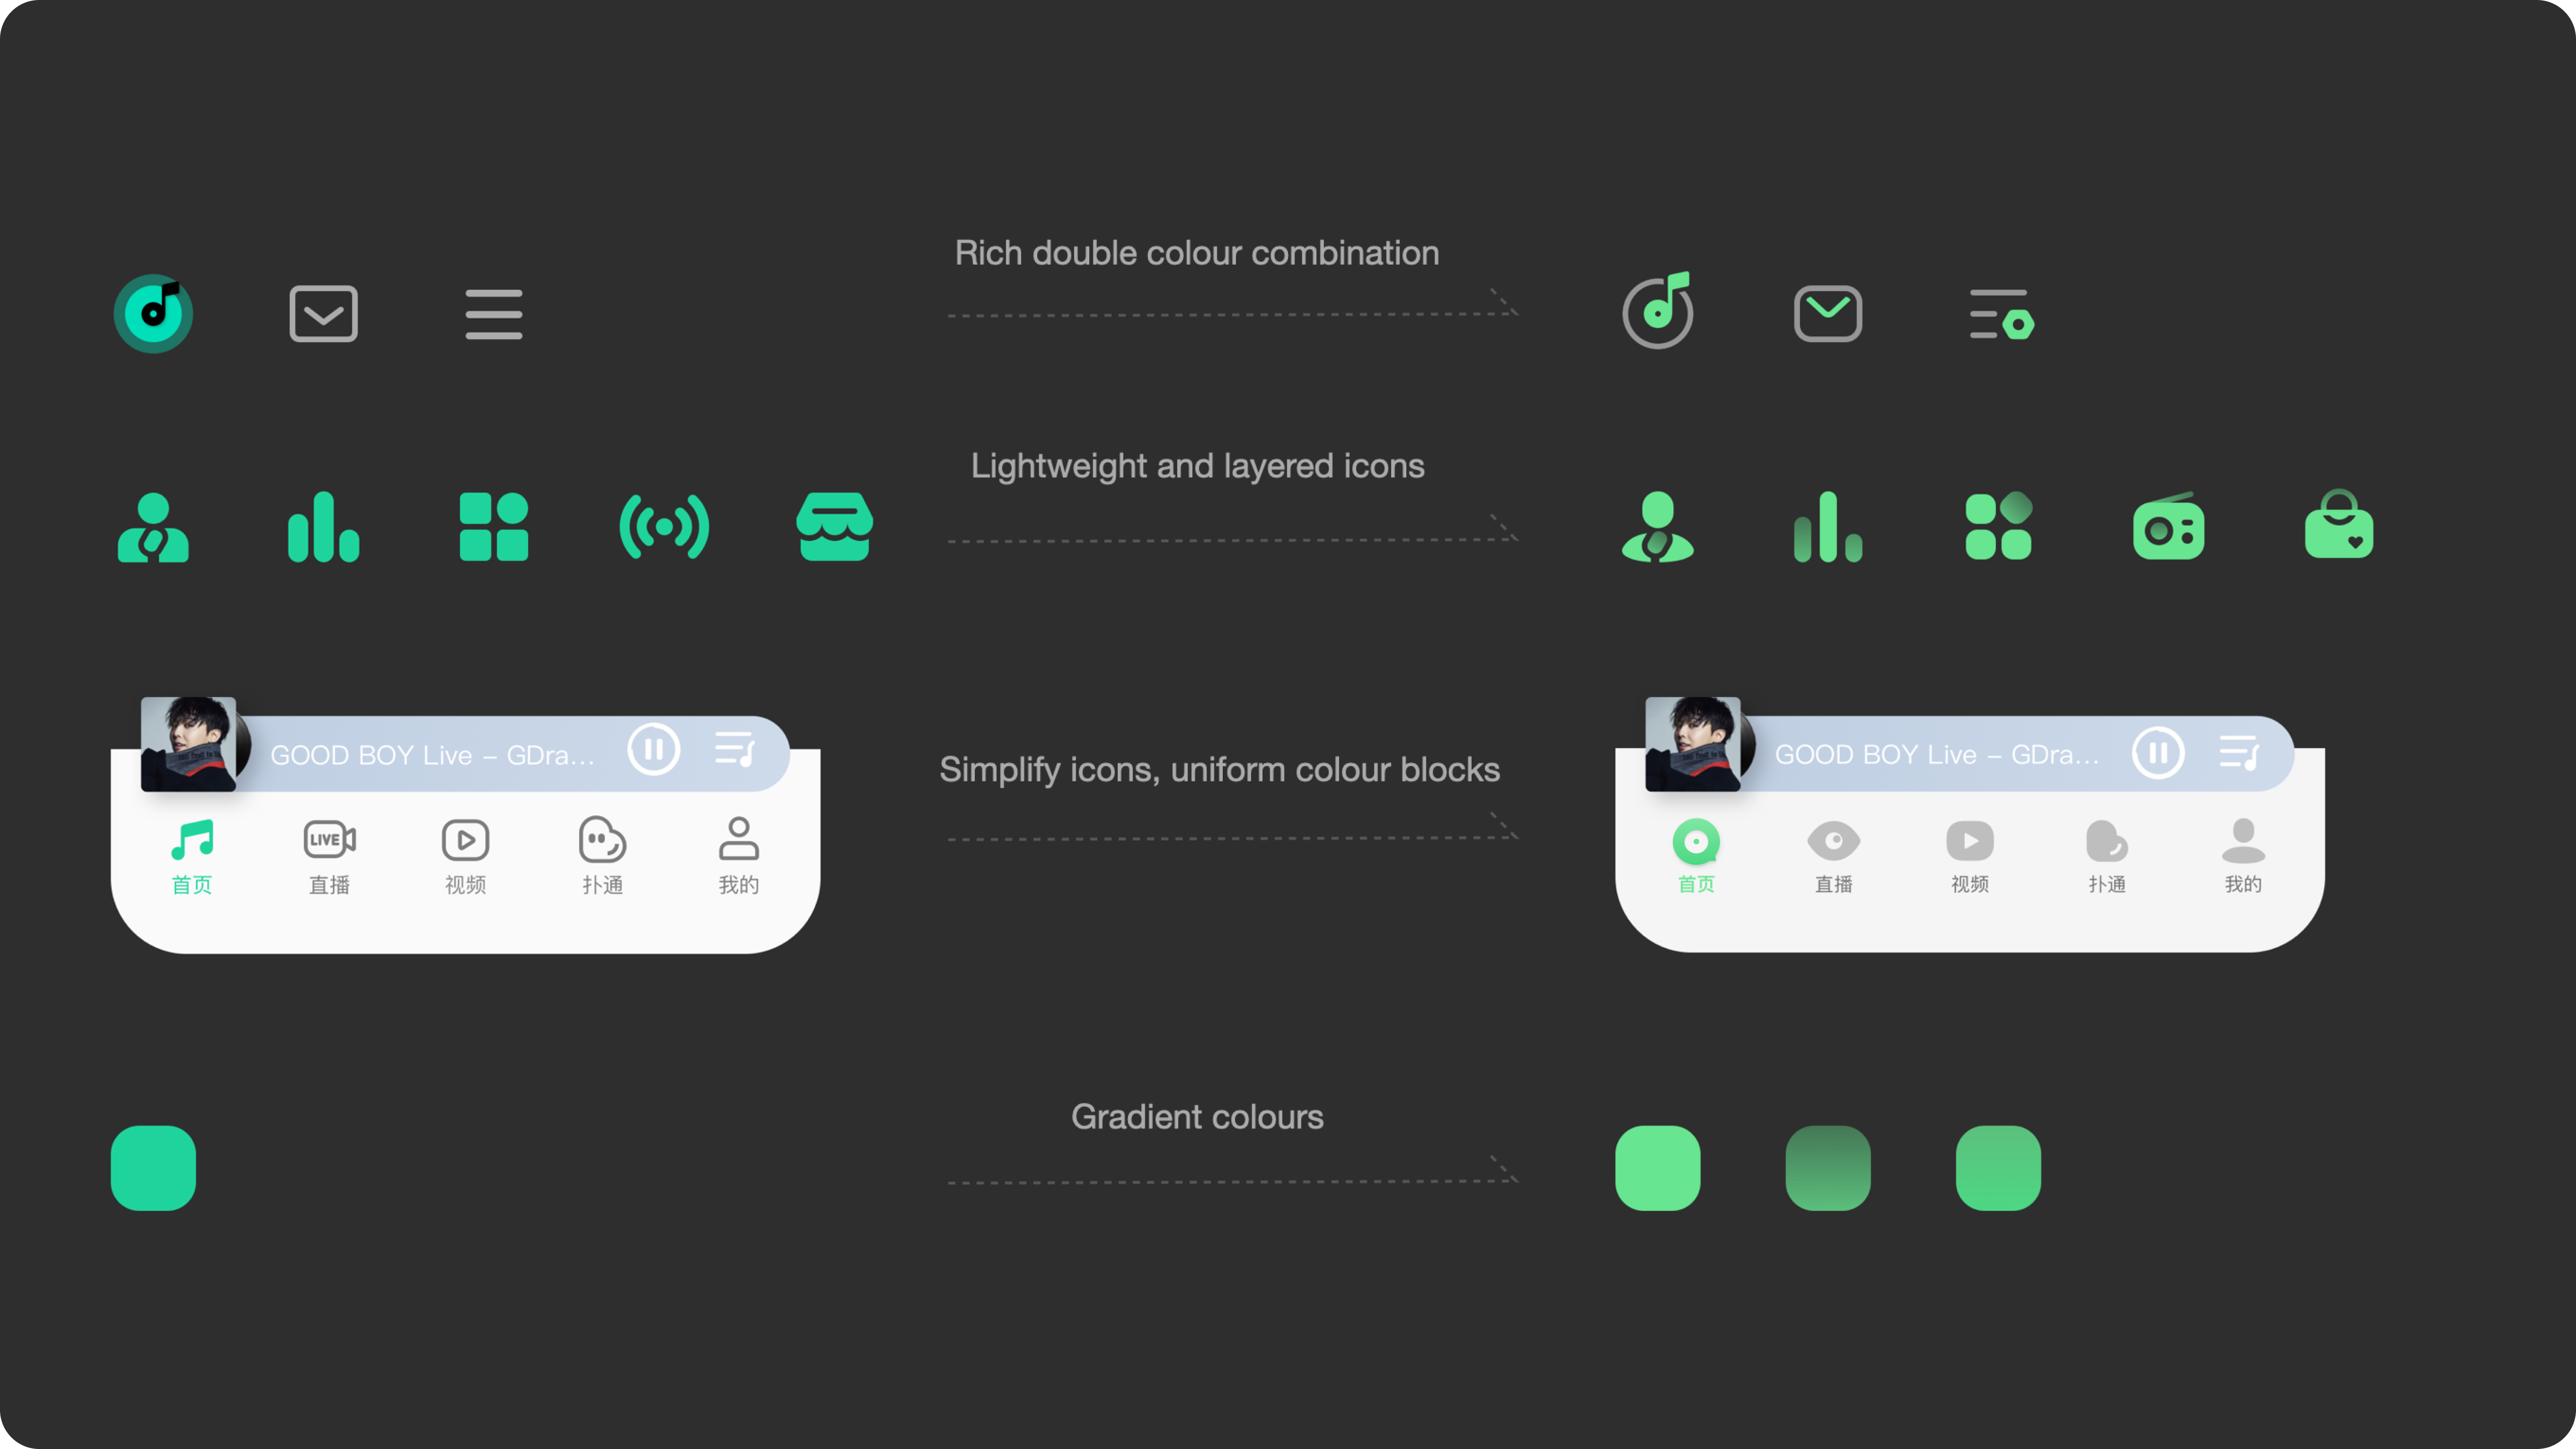 Rich double colour combination
Lightweight and layered icons
GOOD BOY Live – GDra...
LIVE
首页
直播
视频
扑通
我的
Simplify icons, uniform colour blocks
GOOD BOY Live – GDra...
首页
直播
视频
扑通
我的
Gradient colours